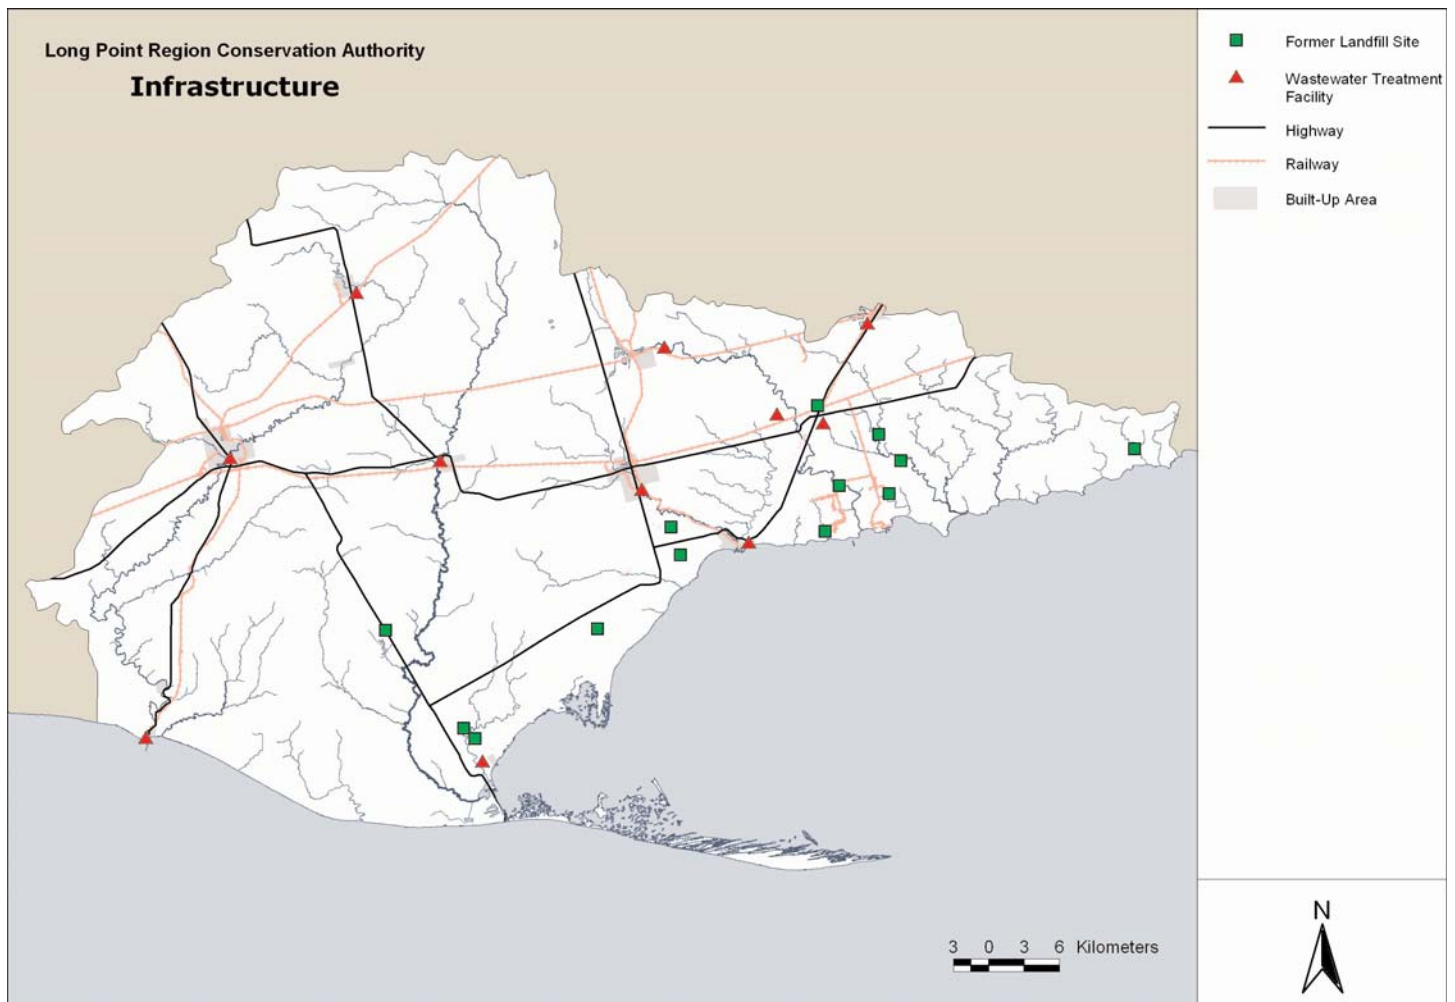 Long Point Region Conservation Authority
Infrastructure
Former Landfill Site
Wastewater Treatment
Facility
Highway
Railway
Built-Up Area
N
3 0 3 6 Kilometers